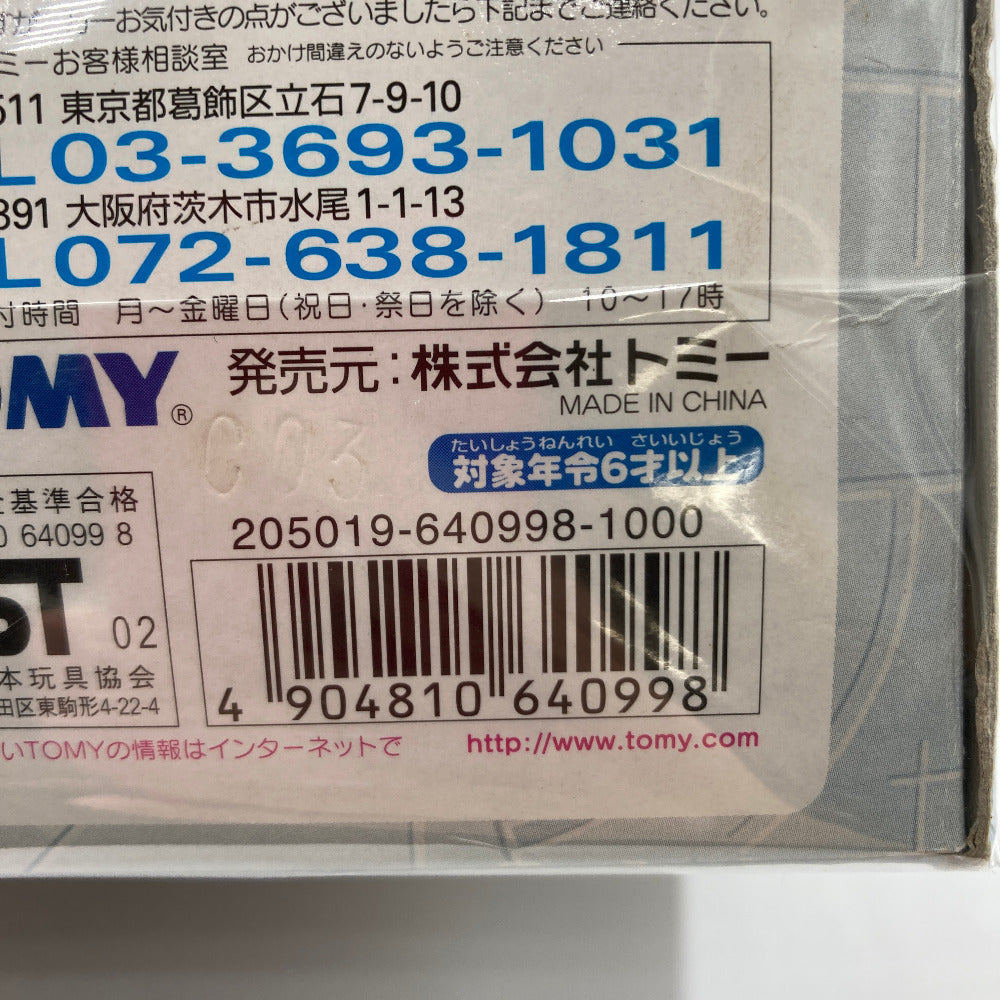 お気付きの点がございましたら下記までご連絡ください。
ミーお客様相談室 おかけ間違えのないようご注意ください
511 東京都葛飾区立石7-9-10
L03-3693-1031
891 大阪府茨木市水尾1-1-13
L072-638-1811
付時間 月～金曜日(祝日・祭日を除く) 10～17時
OMY® 発売元:株式会社トミー
MADE IN CHINA
003
たいしょうねんれい さいいじょう
対象年令6才以上
全基準合格
0 64099 8
ST 02
本玩具協会
田区東駒形4-22-4
205019-640998-1000
4 904810 640998
いTOMYの情報はインターネットで http://www.tomy.com